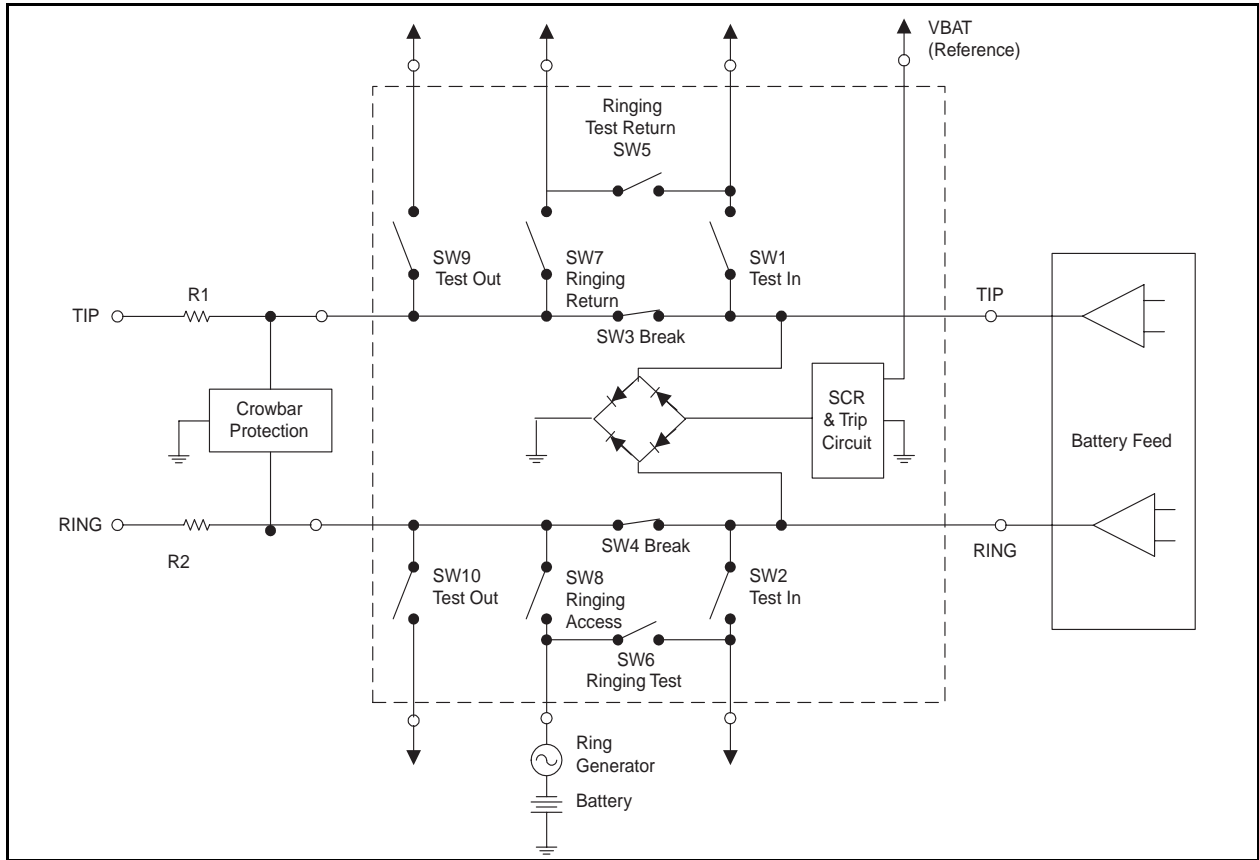 VBAT
(Reference)
Ringing
Test Return
SW5
SW9
Test Out
SW7
Ringing
Return
SW1
Test In
R1
TIP
TIP
SW3 Break
Crowbar
Protection
SCR
& Trip
Circuit
Battery Feed
RING
SW4 Break
RING
R2
SW10
Test Out
SW8
Ringing
Access
SW2
Test In
SW6
Ringing Test
Ring
Generator
Battery